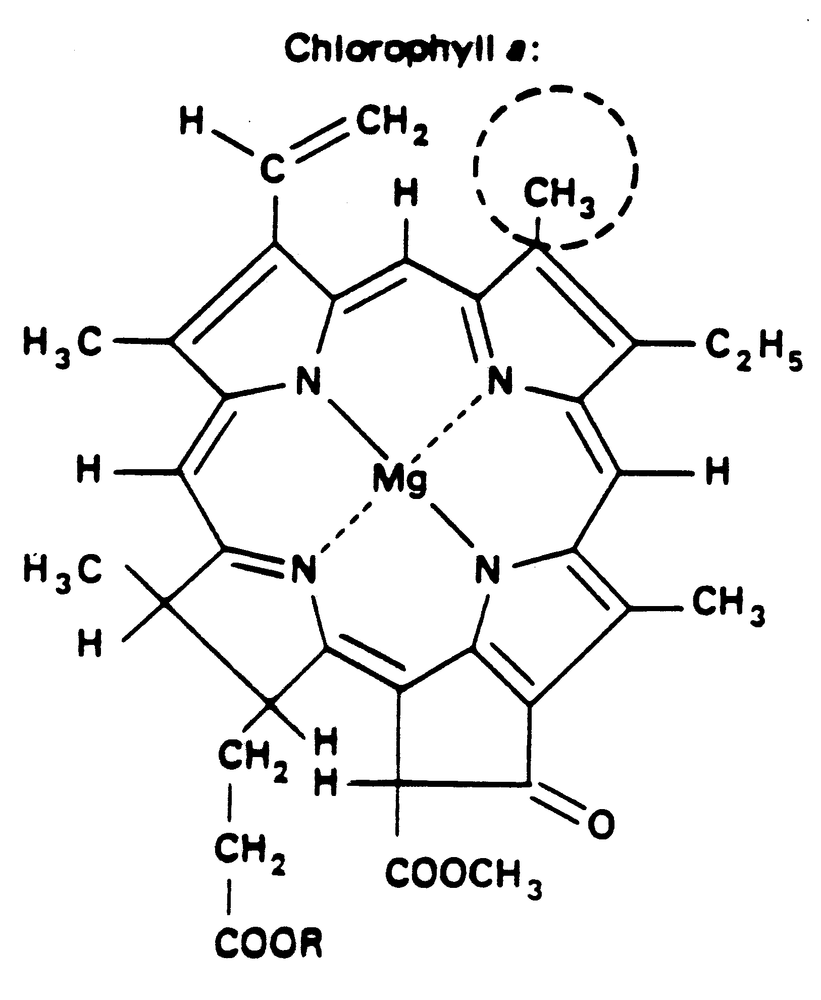 Chlorophyll a:
H CH2
C
H CH3
H3C C2H5
N N
H Mg H
H3C N N
CH3
H
H
CH2
H
O
CH2
COOCH3
COOR